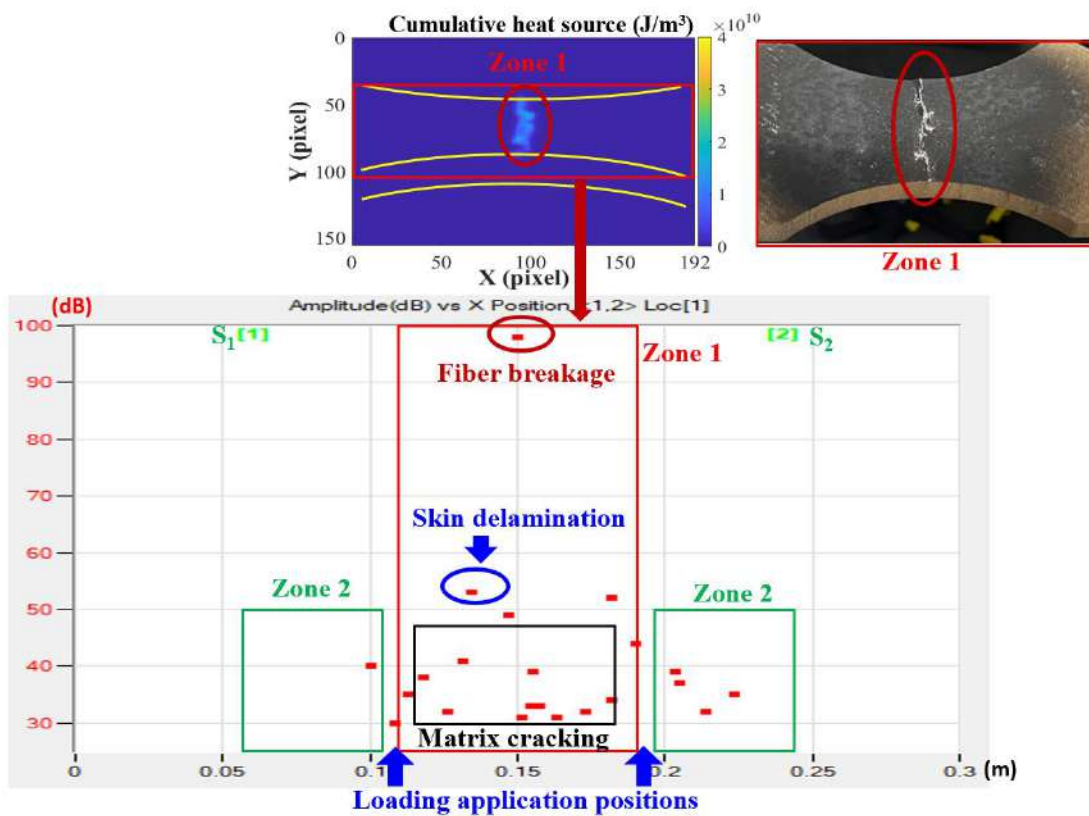 Cumulative heat source (J/m³)
×10¹⁰
Zone 1
0
50
100
150
Y (pixel)
0
50
100
150
192
X (pixel)
4
3
2
1
0
Zone 1
(dB)
Amplitude(dB) vs X Position <1,2> Loc[1]
100
90
80
70
60
50
40
30
S₁[1]
[2] S₂
Zone 1
Fiber breakage
Skin delamination
Zone 2
Zone 2
Matrix cracking
0
0.05
0.1
0.15
0.2
0.25
0.3
(m)
Loading application positions